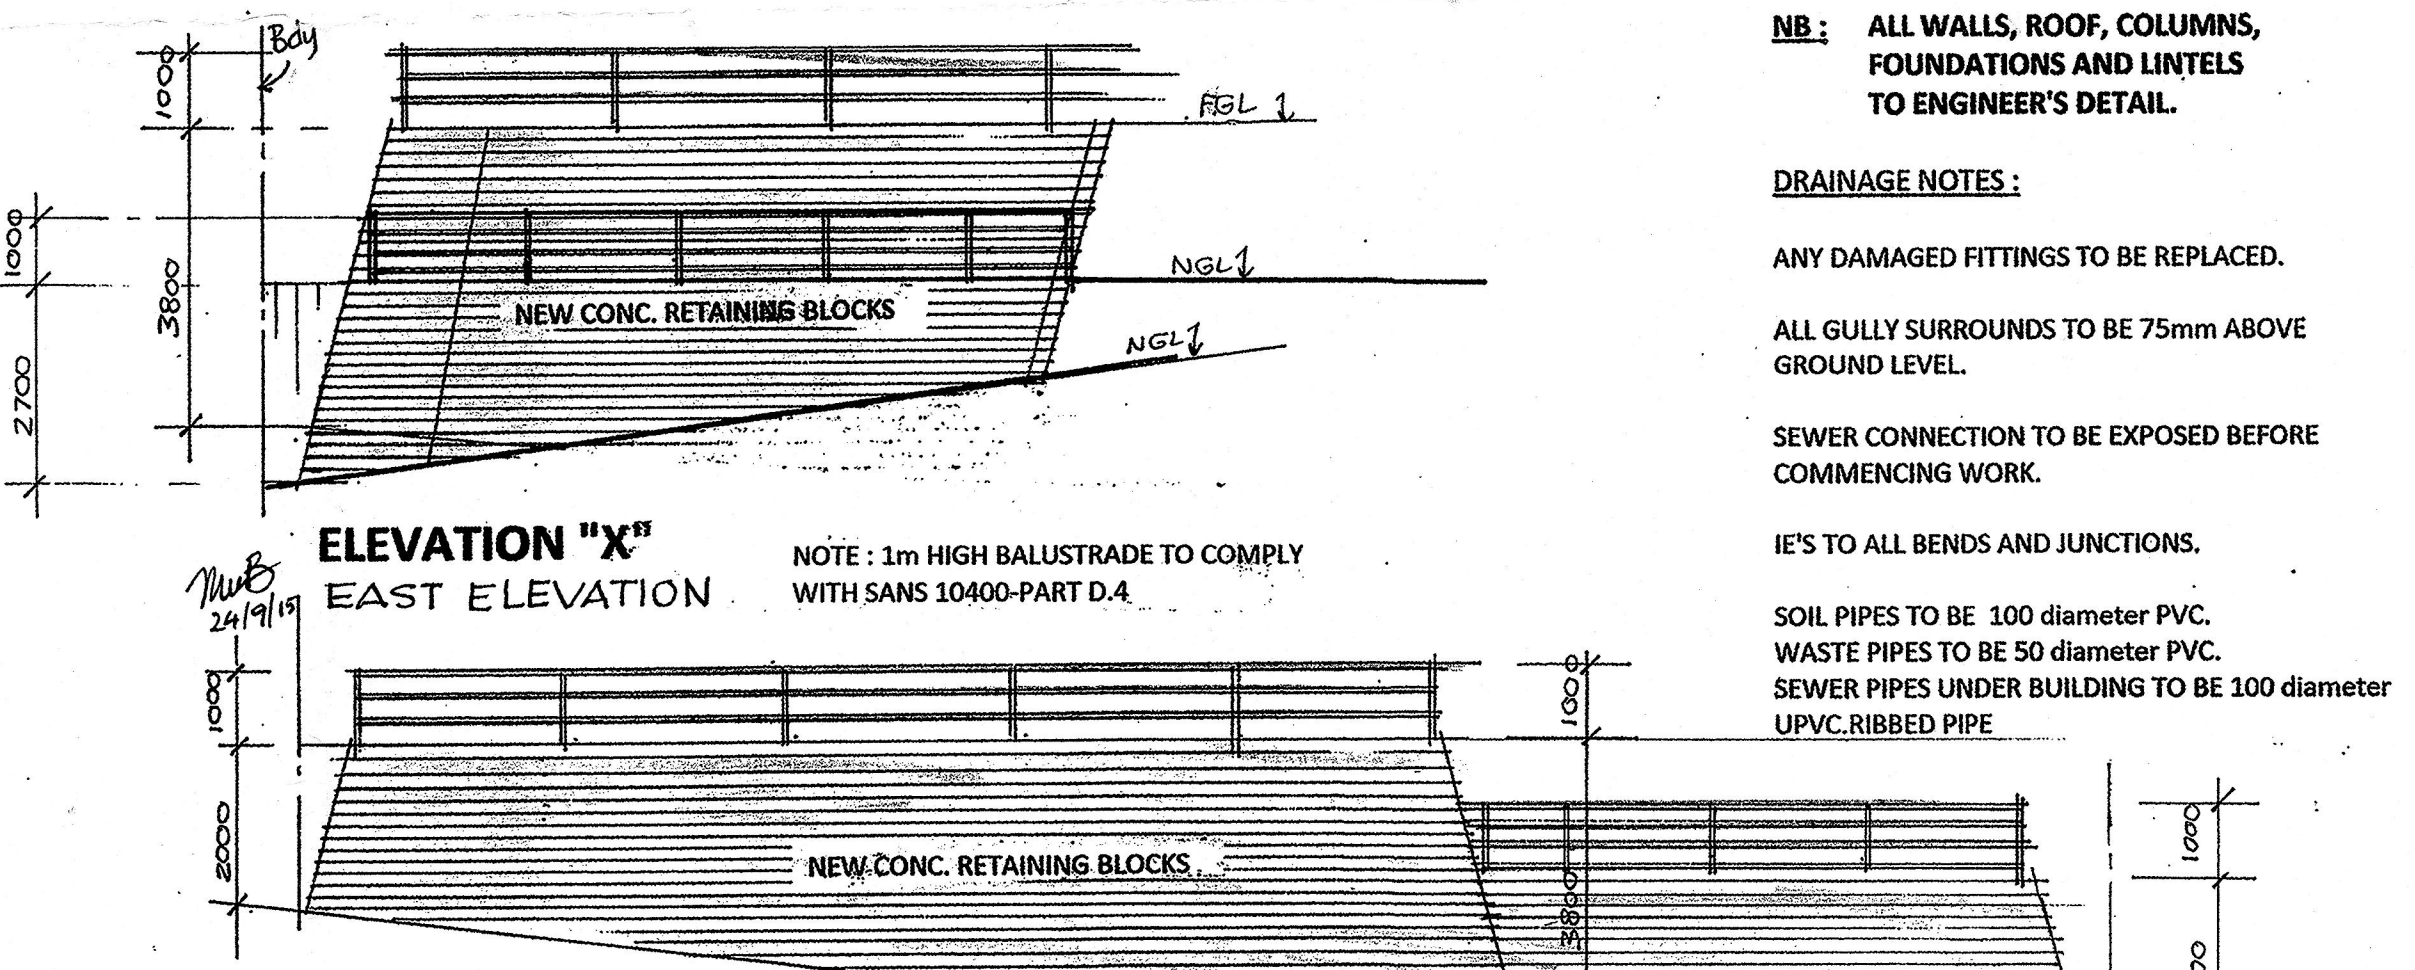 Bdy
1000
FGL
1000
3800
2700
NGL
NEW CONC. RETAINING BLOCKS
NGL
ELEVATION "X"
EAST ELEVATION
24/9/15
NOTE : 1m HIGH BALUSTRADE TO COMPLY
WITH SANS 10400-PART D.4
1000
2000
1000
3800
NEW CONC. RETAINING BLOCKS
1000
NB : ALL WALLS, ROOF, COLUMNS,
FOUNDATIONS AND LINTELS
TO ENGINEER'S DETAIL.
DRAINAGE NOTES :
ANY DAMAGED FITTINGS TO BE REPLACED.
ALL GULLY SURROUNDS TO BE 75mm ABOVE
GROUND LEVEL.
SEWER CONNECTION TO BE EXPOSED BEFORE
COMMENCING WORK.
IE'S TO ALL BENDS AND JUNCTIONS.
SOIL PIPES TO BE 100 diameter PVC.
WASTE PIPES TO BE 50 diameter PVC.
SEWER PIPES UNDER BUILDING TO BE 100 diameter
UPVC.RIBBED PIPE